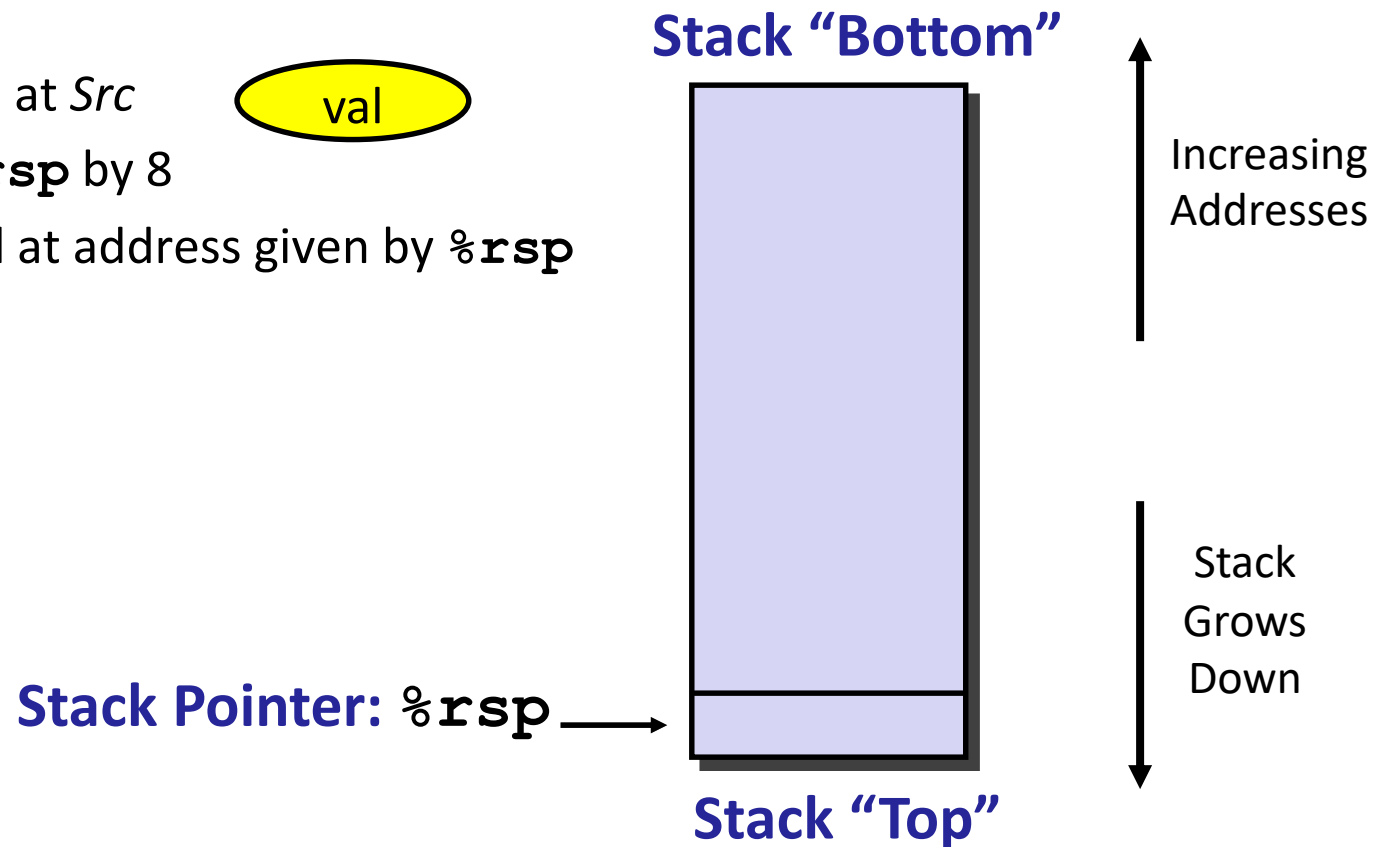 Stack “Bottom”
at Src
val
rsp by 8
at address given by %rsp
Increasing
Addresses
Stack
Grows
Down
Stack Pointer: %rsp
Stack “Top”